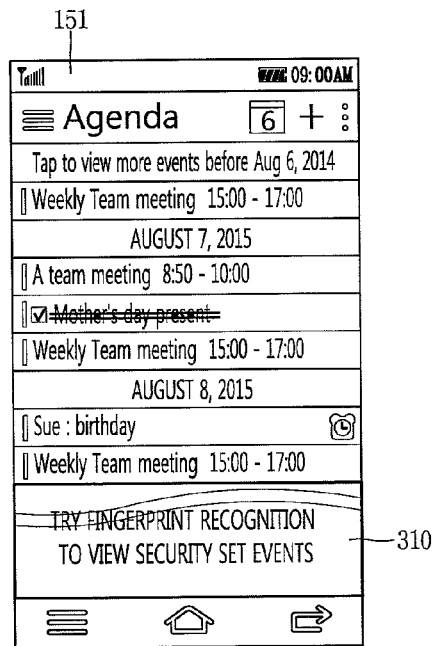 151
09:00AM
Agenda 6
Tap to view more events before Aug 6, 2014
Weekly Team meeting 15:00 - 17:00
AUGUST 7, 2015
A team meeting 8:50 - 10:00
Mother's day present
Weekly Team meeting 15:00 - 17:00
AUGUST 8, 2015
Sue : birthday
Weekly Team meeting 15:00 - 17:00
TRY FINGERPRINT RECOGNITION
TO VIEW SECURITY SET EVENTS
310